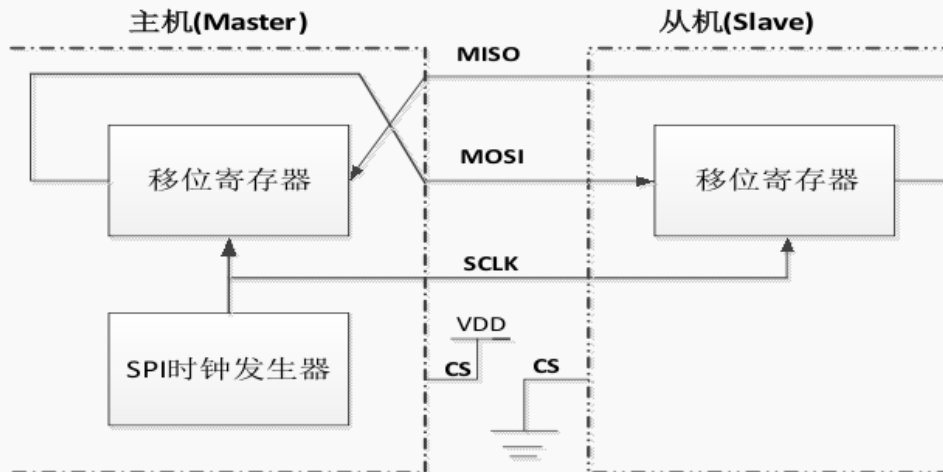 主机(Master)
从机(Slave)
MISO
移位寄存器
MOSI
移位寄存器
SCLK
SPI时钟发生器
VDD
CS
CS